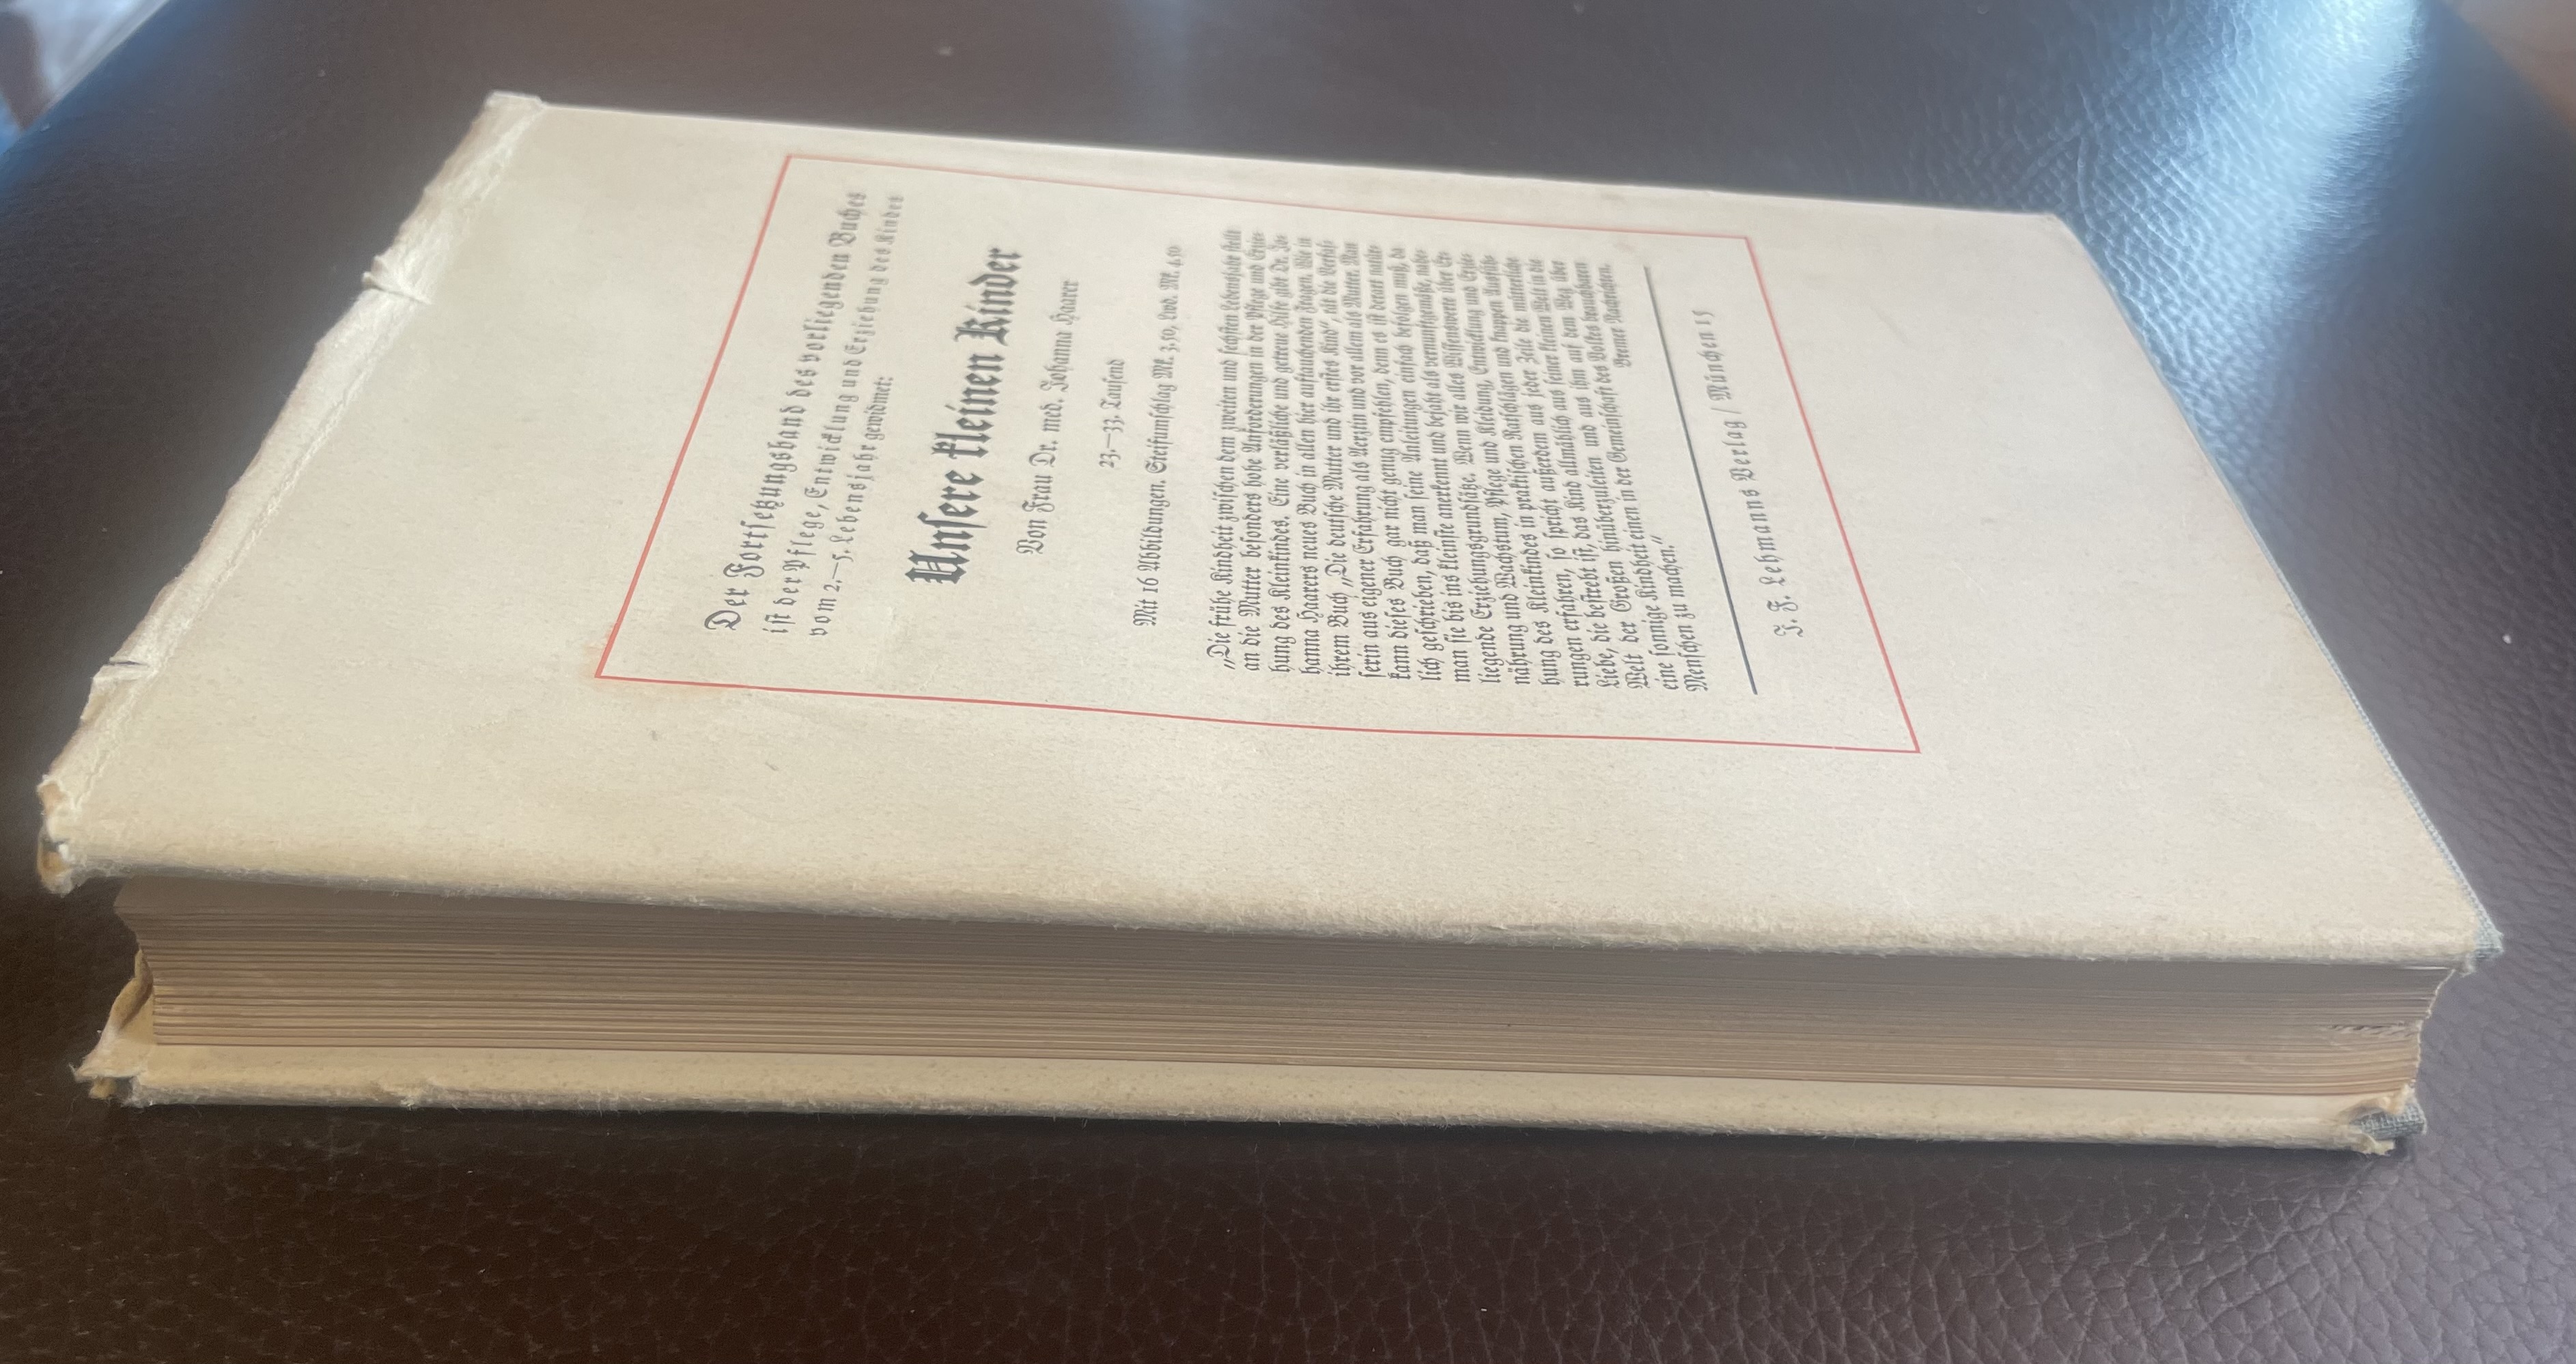 Der Fortsetzungsband des vorliegenden Buches
ist der Pflege, Entwicklung und Erziehung des Kindes
vom 2.–5. Lebensjahr gewidmet:
Unsere kleinen Kinder
Von Frau Dr. med. Johanna Haarer
23.–33. Tausend
Mit 16 Abbildungen. Steifumschlag Mk. 3.50, Lwd. Mk. 4.50
„Die frühe Kindheit zwischen dem zweiten und sechsten Lebensjahr stellt
an die Mutter besonders hohe Anforderungen in der Pflege und Erzie-
hung des Kleinkindes. Eine verläßliche und getreue Hilfe gibt Dr. Jo-
hanna Haarers neues Buch in allen hier auftauchenden Fragen. Wie in
ihrem Buch „Die deutsche Mutter und ihr erstes Kind“, rät die Verfas-
serin aus eigener Erfahrung als Aerztin und vor allem als Mutter. Man
kann dieses Buch gar nicht genug empfehlen, denn es ist derart natür-
lich geschrieben, daß man seine Anleitungen einfach befolgen muß, da
man sie bis ins kleinste anerkennt und bejaht als vernunftgemäße, nahe-
liegende Erziehungsgrundsätze. Wenn wir alles Wissenswerte über Er-
nährung und Wachstum, Pflege und Kleidung, Entwicklung und Erzie-
hung des Kleinkindes in praktischen Ratschlägen und knappen Ausfüh-
rungen erfahren, so spricht außerdem aus jeder Zeile die mütterliche
Liebe, die bestrebt ist, das Kind allmählich aus seiner kleinen Welt in die
Welt der Großen hinüberzuleiten und aus ihm auf dem Weg über
eine sonnige Kindheit einen in der Gemeinschaft des Volkes brauchbaren
Menschen zu machen.“ Bremer Nachrichten.
J. F. Lehmanns Verlag / München 15